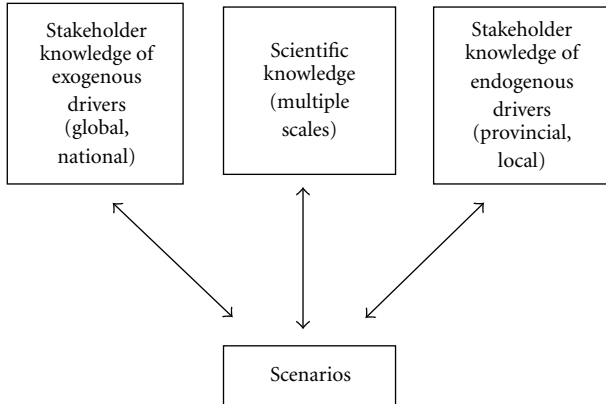 Stakeholder
knowledge of
exogenous
drivers
(global,
national)
Scientific
knowledge
(multiple
scales)
Stakeholder
knowledge of
endogenous
drivers
(provincial,
local)
Scenarios